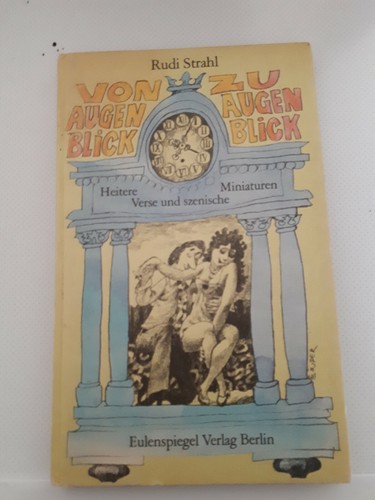 Rudi Strahl
VON ZU
AUGEN AUGEN
BLiCK BLiCK
Heitere Miniaturen
Verse und szenische
Eulenspiegel Verlag Berlin